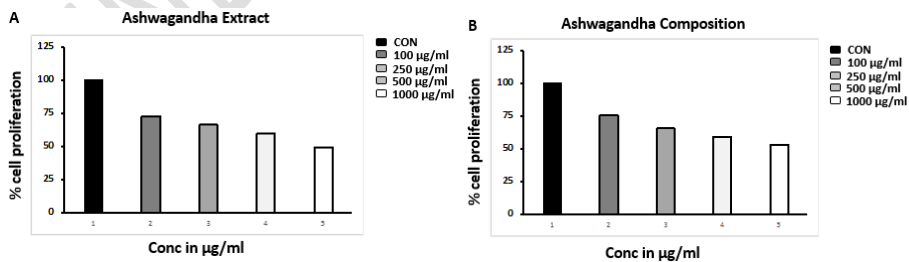 A
Ashwagandha Extract
125
100
75
50
25
0
% cell proliferation
1 2 3 4 5
Conc in µg/ml
CON
100 µg/ml
250 µg/ml
500 µg/ml
1000 µg/ml
B
Ashwagandha Composition
125
100
75
50
25
0
% cell proliferation
1 2 3 4 5
Conc in µg/ml
CON
100 µg/ml
250 µg/ml
500 µg/ml
1000 µg/ml